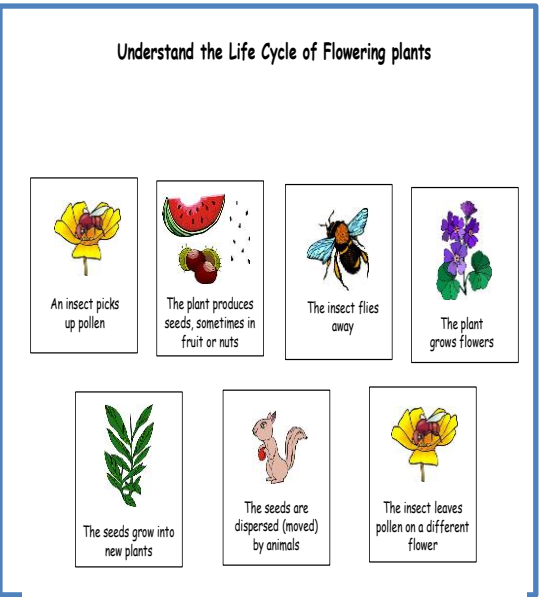 Understand the Life Cycle of Flowering plants
An insect picks
up pollen
The plant produces
seeds, sometimes in
fruit or nuts
The insect flies
away
The plant
grows flowers
The seeds grow into
new plants
The seeds are
dispersed (moved)
by animals
The insect leaves
pollen on a different
flower